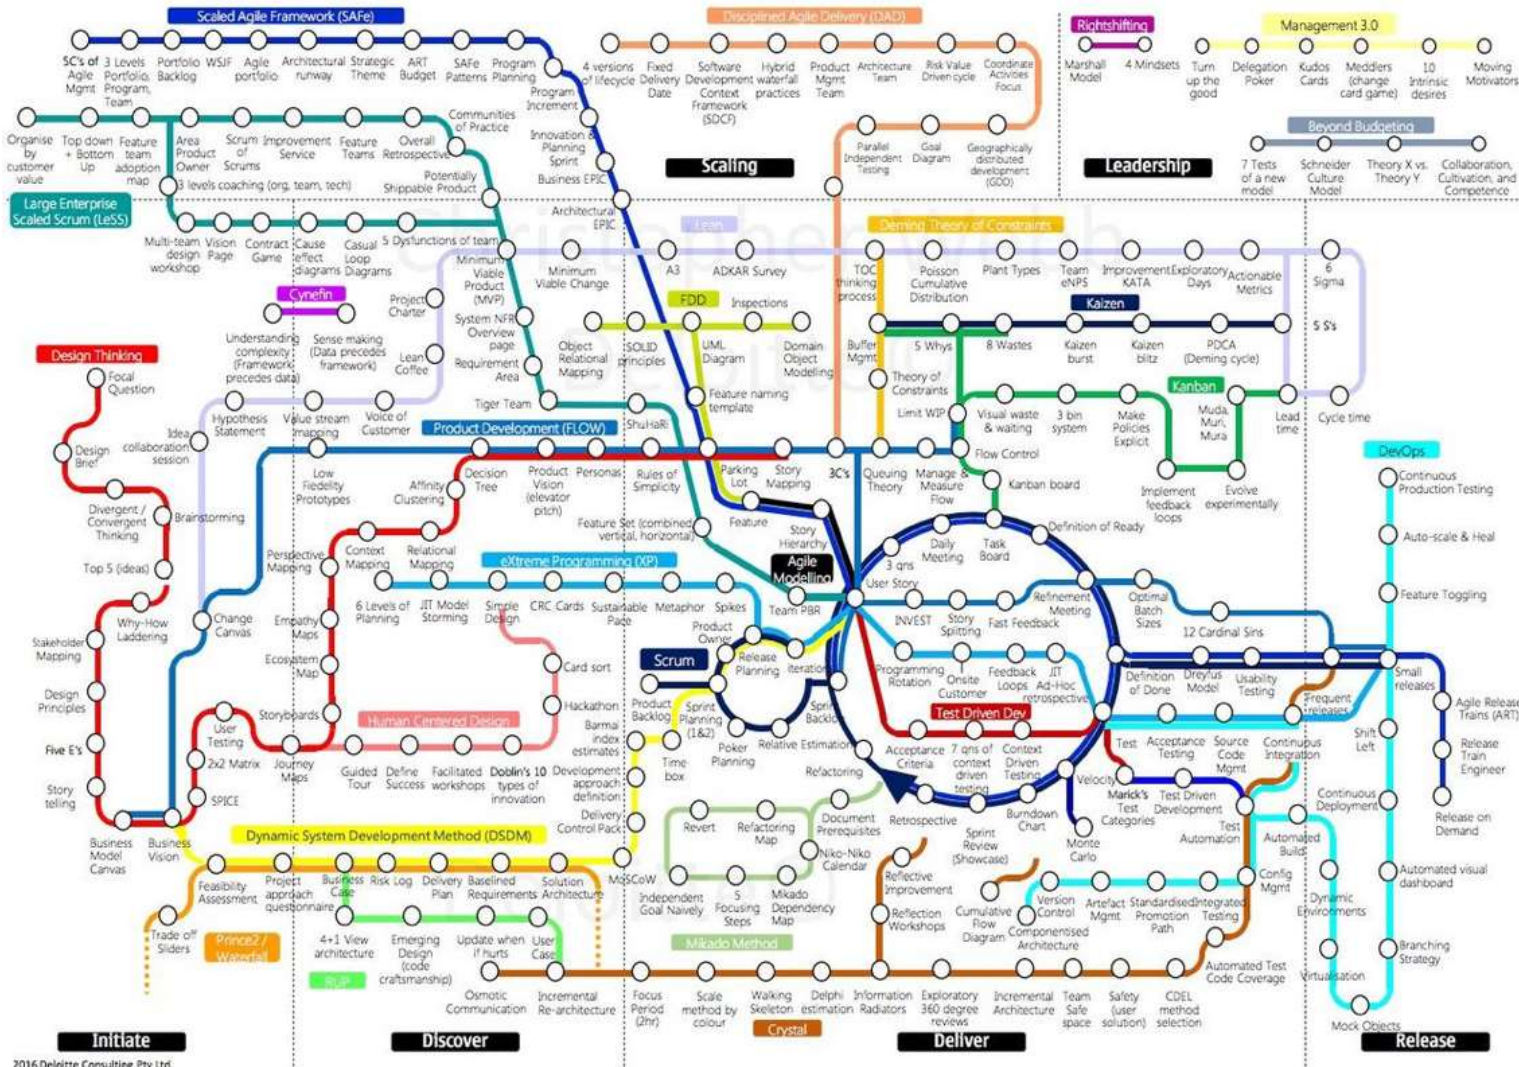 Scaled Agile Framework (SAFe)
5C's of
Agile
Mgmt
3 Levels
Portfolio,
Program,
Team
Portfolio
Backlog
WSJF
Agile
portfolio
Architectural
runway
Strategic
Theme
ART
Budget
SAFe
Patterns
Program
Planning
Program
Increment
Innovation &
Planning
Sprint
Business EPIC
Architectural
EPIC
Disciplined Agile Delivery (DAD)
4 versions
of lifecycle
Fixed
Delivery
Date
Software
Development
Context
Framework
(SDCF)
Hybrid
waterfall
practices
Product
Mgmt
Team
Architecture
Team
Risk Value
Driven cycle
Coordinate
Activities
Focus
Parallel
Independent
Testing
Goal
Diagram
Geographically
distributed
development
(GDD)
Scaling
Rightshifting
Marshall
Model
4 Mindsets
Management 3.0
Turn
up the
good
Delegation
Poker
Kudos
Cards
Medders
(change
card game)
10
Intrinsic
desires
Moving
Motivators
Beyond Budgeting
7 Tests
of a new
model
Schneider
Culture
Model
Theory X vs.
Theory Y
Collaboration,
Cultivation, and
Competence
Leadership
Organise
by
customer
value
Top down
+ Bottom
Up
Feature
team
adoption
map
Area
Product
Owner
Scrum
of
Scrums
Improvement
Service
Feature
Teams
Overall
Retrospective
Communities
of Practice
3 levels coaching (org, team, tech)
Potentially
Shippable Product
Large Enterprise
Scaled Scrum (LeSS)
Multi-team
design
workshop
Vision
Page
Contract
Game
Cause
effect
diagrams
Casual
Loop
Diagrams
5 Dysfunctions of team
Minimum
Viable
Product
(MVP)
System NFR
Overview
page
Requirement
Area
Tiger Team
ShuHaRi
Feature Set (combined
vertical, horizontal)
Team PBR
Lean
Minimum
Viable Change
A3
ADKAR Survey
Deming Theory of Constraints
TOC
thinking
process
Poisson
Cumulative
Distribution
Plant Types
Team
eNPS
Improvement
KATA
Exploratory
Days
Actionable
Metrics
6
Sigma
Cynefin
Understanding
complexity
(Framework
precedes data)
Sense making
(Data precedes
framework)
Project
Charter
Lean
Coffee
Hypothesis
Statement
Value stream
mapping
Voice of
Customer
Idea
collaboration
session
FDD
Inspections
Object
Relational
Mapping
SOLID
principles
UML
Diagram
Domain
Object
Modelling
Feature naming
template
Kaizen
Buffer
Mgmt
5 Whys
8 Wastes
Kaizen
burst
Kaizen
blitz
PDCA
(Deming cycle)
5 S's
Theory of
Constraints
Kanban
Limit WIP
Visual waste
& waiting
3 bin
system
Make
Policies
Explicit
Muda,
Muri,
Mura
Lead
time
Cycle time
Flow Control
Kanban board
Implement
feedback
loops
Evolve
experimentally
Design Thinking
Focal
Question
Design
Brief
Divergent /
Convergent
Thinking
Brainstorming
Top 5 (ideas)
Why-How
Laddering
Stakeholder
Mapping
Design
Principles
Five E's
Story
telling
Business
Model
Canvas
Business
Vision
SPICE
2x2 Matrix
User
Testing
Journey
Maps
Storyboards
Ecosystem
Map
Empathy
Maps
Perspective
Mapping
Context
Mapping
Relational
Mapping
Affinity
Clustering
Product Development (FLOW)
Change
Canvas
Low
Fiedelity
Prototypes
Decision
Tree
Product
Vision
(elevator
pitch)
Personas
Rules of
Simplicity
Parking
Lot
Story
Mapping
3C's
Queuing
Theory
Manage &
Measure
Flow
Feature
Story
Hierarchy
Agile
Modelling
eXtreme Programming (XP)
6 Levels of
Planning
JIT Model
Storming
Simple
Design
CRC Cards
Sustainable
Pace
Metaphor
Spikes
Human Centered Design
Card sort
Hackathon
Guided
Tour
Define
Success
Facilitated
workshops
Doblin's 10
types of
innovation
Scrum
Product
Owner
Release
Planning
iteration
Product
Backlog
Sprint
Planning
(1&2)
Poker
Planning
Relative Estimation
Sprint
Backlog
3 qns
Daily
Meeting
Task
Board
Definition of Ready
User Story
INVEST
Story
Splitting
Fast Feedback
Refinement
Meeting
Optimal
Batch
Sizes
12 Cardinal Sins
Programming
Rotation
Onsite
Customer
Feedback
Loops
JIT
Ad-Hoc
retrospective
Definition
of Done
Dreyfus
Model
Usability
Testing
Frequent
releases
Small
releases
Test Driven Dev
Acceptance
Criteria
7 qns of
context
driven
testing
Context
Driven
Testing
Test
Acceptance
Testing
Source
Code
Mgmt
Continuous
Integration
Velocity
Marick's
Test
Categories
Test Driven
Development
Test
Automation
Monte
Carlo
Burndown
Chart
Sprint
Review
(Showcase)
Retrospective
Refactoring
DevOps
Continuous
Production Testing
Auto-scale & Heal
Feature Toggling
Shift
Left
Agile Release
Trains (ART)
Release
Train
Engineer
Release on
Demand
Continuous
Deployment
Automated visual
dashboard
Branching
Strategy
Mock Objects
Virtualisation
Dynamic
Environments
Automated
Build
Config
Mgmt
Integrated
Testing
Standardised
Promotion
Path
Artefact
Mgmt
Version
Control
Componentised
Architecture
Barmai
index
estimates
Time
box
Development
approach
definition
Delivery
Control Pack
MoSCoW
Dynamic System Development Method (DSDM)
Feasibility
Assessment
Project
approach
questionnaire
Business
Case
Risk Log
Delivery
Plan
Baselined
Requirements
Solution
Architecture
Trade off
Sliders
Prince2 /
Waterfall
RUP
4+1 View
architecture
Emerging
Design
(code
craftsmanship)
Update when
if hurts
User
Case
Revert
Refactoring
Map
Document
Prerequisites
Niko-Niko
Calendar
Independent
Goal Naively
5
Focusing
Steps
Mikado
Dependency
Map
Mikado Method
Reflective
Improvement
Reflection
Workshops
Cumulative
Flow
Diagram
Osmotic
Communication
Incremental
Re-architecture
Focus
Period
(2hr)
Scale
method by
colour
Walking
Skeleton
Delphi
estimation
Information
Radiators
Exploratory
360 degree
reviews
Incremental
Architecture
Team
Safe
space
Safety
(user
solution)
CDEL
method
selection
Automated Test
Code Coverage
Crystal
Initiate
Discover
Deliver
Release
2016 Deloitte Consulting Pty Ltd